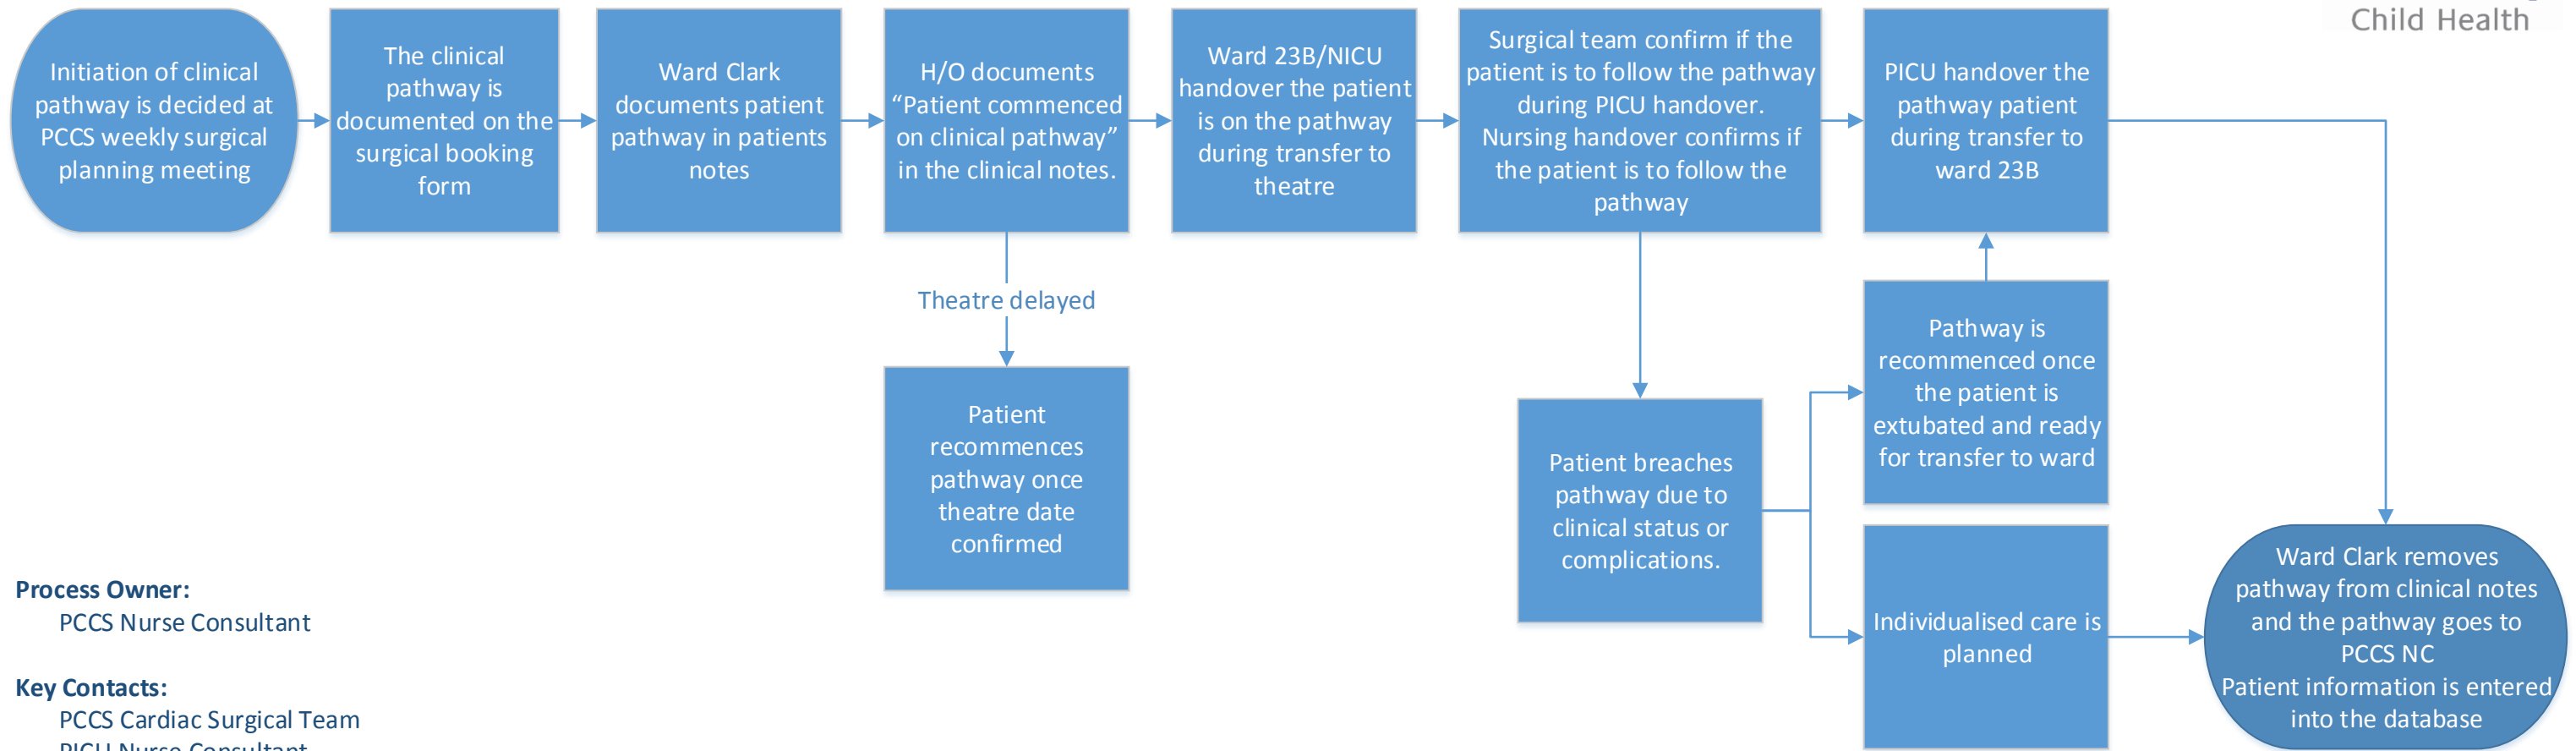 Child Health
Initiation of clinical
pathway is decided at
PCCS weekly surgical
planning meeting
The clinical
pathway is
documented on the
surgical booking
form
Ward Clark
documents patient
pathway in patients
notes
H/O documents
“Patient commenced
on clinical pathway”
in the clinical notes.
Ward 23B/NICU
handover the patient
is on the pathway
during transfer to
theatre
Surgical team confirm if the
patient is to follow the pathway
during PICU handover.
Nursing handover confirms if
the patient is to follow the
pathway
PICU handover the
pathway patient
during transfer to
ward 23B
Theatre delayed
Patient
recommences
pathway once
theatre date
confirmed
Patient breaches
pathway due to
clinical status or
complications.
Pathway is
recommenced once
the patient is
extubated and ready
for transfer to ward
Individualised care is
planned
Ward Clark removes
pathway from clinical notes
and the pathway goes to
PCCS NC
Patient information is entered
into the database
Process Owner:
PCCS Nurse Consultant
Key Contacts:
PCCS Cardiac Surgical Team
PICU Nurse Consultant